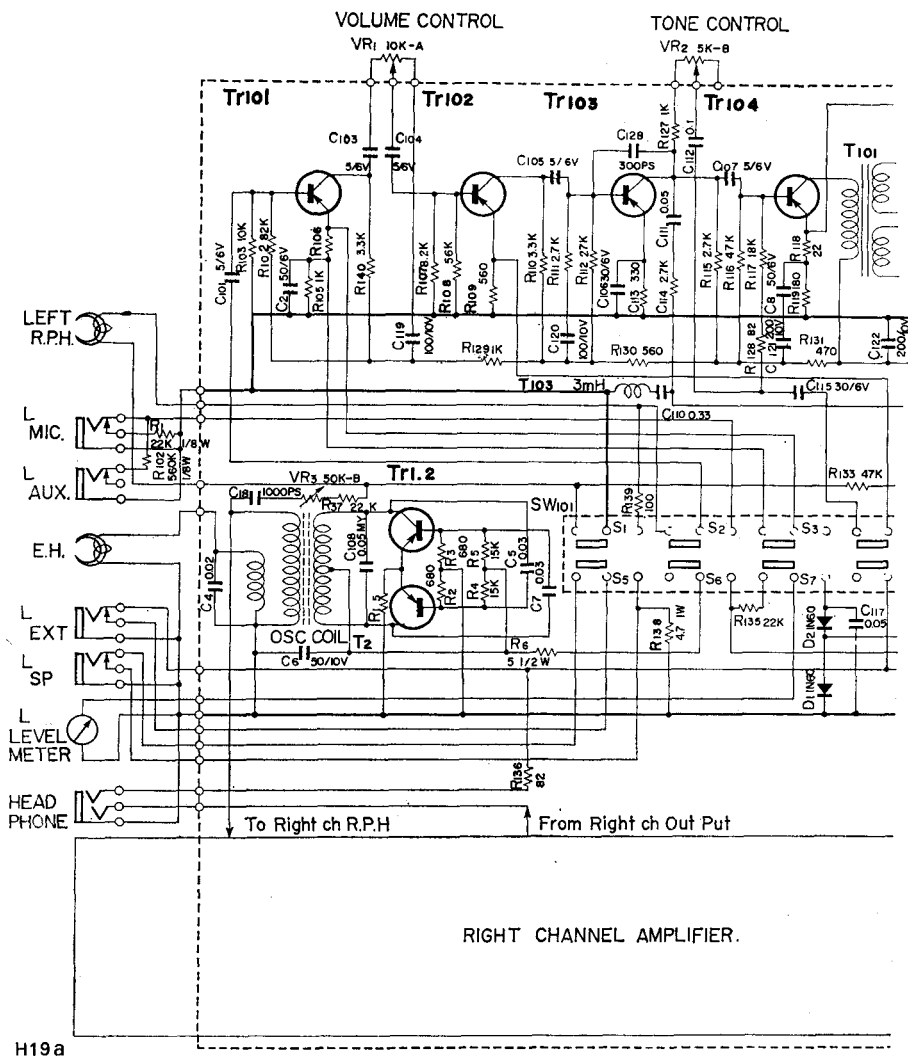 VOLUME CONTROL
TONE CONTROL
VR1 10K-A
VR2 5K-B
Tr101
Tr102
Tr103
Tr104
C103
5/6V
C104
5/6V
C105 5/6V
C128
300PS
R127 1K
C112 0.1
C107 5/6V
T101
C101 5/6V
R103 10K
R102 82K
R106
C2 50/6V
R105 1K
R140 3.3K
R107 8.2K
R108 56K
R109 560
R110 3.3K
R111 2.7K
R112 27K
C106 30/6V
C113 330
C111 0.05
C114 2.7K
R115 2.7K
R116 47K
R117 18K
C8 50/6V
R118 22
R119 180
C119 100/10V
R129 1K
C120 100/10V
R130 560
R128 82
C121 200/10V
R131 470
C122 200/10V
T103 3mH
C110 0.33
C115 30/6V
LEFT
R.P.H.
L
MIC.
R1
22K 1/8W
R102 560K 1/8W
L
AUX.
E.H.
L
EXT
L
SP
L
LEVEL
METER
HEAD
PHONE
C18 1000PS
VR3 50K-B
R37 22K
Tr1.2
C108 0.05MY
C4 0.02
OSC COIL T2
C6 50/10V
R1 5
R3 680
R2 680
R5 15K
R4 15K
C5 0.03
C7 0.03
R6
5 1/2W
SW101
R139 100
R133 47K
S1
S2
S3
S5
S6
S7
R138 4.7 1W
R135 22K
D2 1N60
D1 1N60
C117 0.05
R136 82
To Right ch R.P.H
From Right ch Out Put
RIGHT CHANNEL AMPLIFIER.
H19a